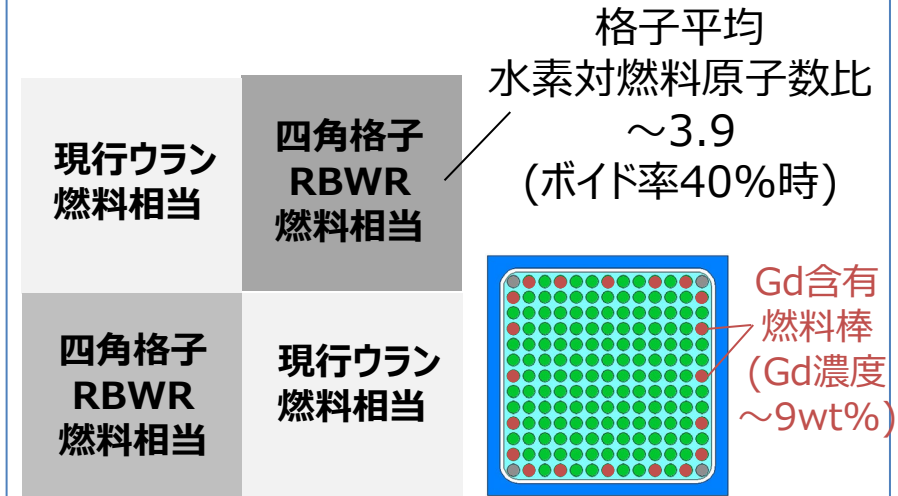 格子平均
水素対燃料原子数比
～3.9
(ボイド率40%時)
現行ウラン
燃料相当
四角格子
RBWR
燃料相当
四角格子
RBWR
燃料相当
現行ウラン
燃料相当
Gd含有
燃料棒
(Gd濃度
～9wt%)